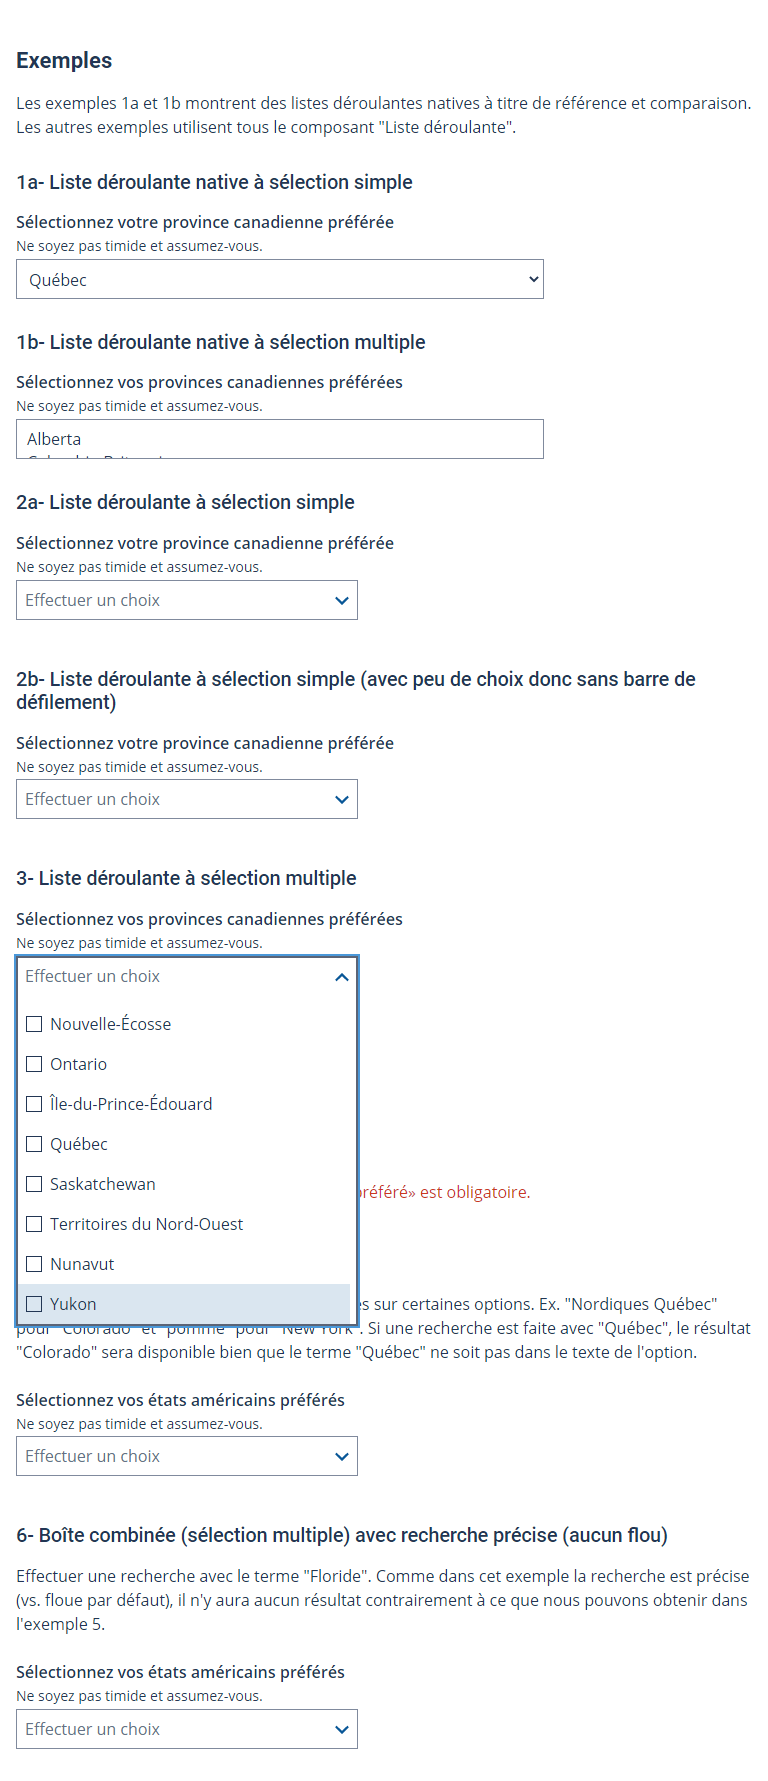 Exemples
Les exemples 1a et 1b montrent des listes déroulantes natives à titre de référence et comparaison.
Les autres exemples utilisent tous le composant "Liste déroulante".
1a- Liste déroulante native à sélection simple
Sélectionnez votre province canadienne préférée
Ne soyez pas timide et assumez-vous.
Québec
1b- Liste déroulante native à sélection multiple
Sélectionnez vos provinces canadiennes préférées
Ne soyez pas timide et assumez-vous.
Alberta
2a- Liste déroulante à sélection simple
Sélectionnez votre province canadienne préférée
Ne soyez pas timide et assumez-vous.
Effectuer un choix
2b- Liste déroulante à sélection simple (avec peu de choix donc sans barre de
défilement)
Sélectionnez votre province canadienne préférée
Ne soyez pas timide et assumez-vous.
Effectuer un choix
3- Liste déroulante à sélection multiple
Sélectionnez vos provinces canadiennes préférées
Ne soyez pas timide et assumez-vous.
Effectuer un choix
Nouvelle-Écosse
Ontario
Île-du-Prince-Édouard
Québec
Saskatchewan
préféré» est obligatoire.
Territoires du Nord-Ouest
Nunavut
Yukon
s sur certaines options. Ex. "Nordiques Québec"
pour "Colorado" et "pomme" pour "New York". Si une recherche est faite avec "Québec", le résultat
"Colorado" sera disponible bien que le terme "Québec" ne soit pas dans le texte de l'option.
Sélectionnez vos états américains préférés
Ne soyez pas timide et assumez-vous.
Effectuer un choix
6- Boîte combinée (sélection multiple) avec recherche précise (aucun flou)
Effectuer une recherche avec le terme "Floride". Comme dans cet exemple la recherche est précise
(vs. floue par défaut), il n'y aura aucun résultat contrairement à ce que nous pouvons obtenir dans
l'exemple 5.
Sélectionnez vos états américains préférés
Ne soyez pas timide et assumez-vous.
Effectuer un choix